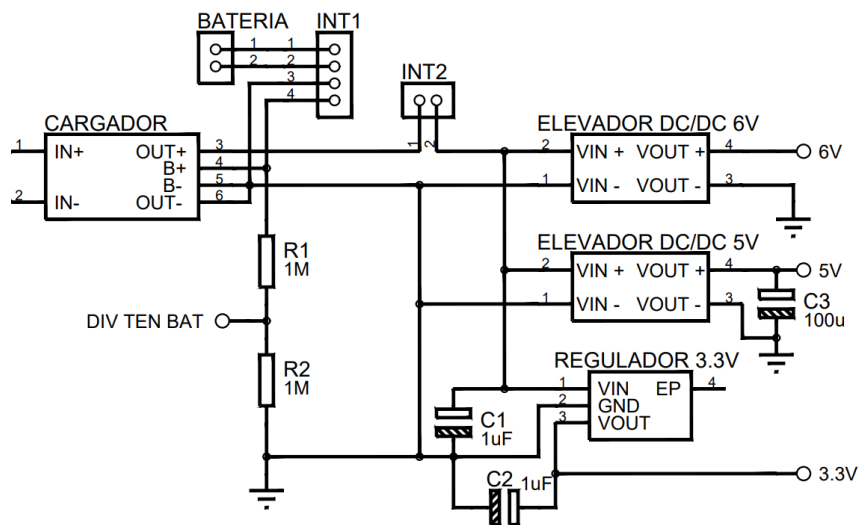 BATERIA INT1
1 1
2 2
3
4
INT2
1 2
CARGADOR
1 IN+ OUT+ 3
B+ 4
B- 5
2 IN- OUT- 6
ELEVADOR DC/DC 6V
2 VIN + VOUT + 4 6V
1 VIN - VOUT - 3
ELEVADOR DC/DC 5V
2 VIN + VOUT + 4 5V
1 VIN - VOUT - 3
C3
100u
R1
1M
DIV TEN BAT
R2
1M
REGULADOR 3.3V
1 VIN EP 4
2 GND
3 VOUT
C1
1uF
C2 1uF
3.3V